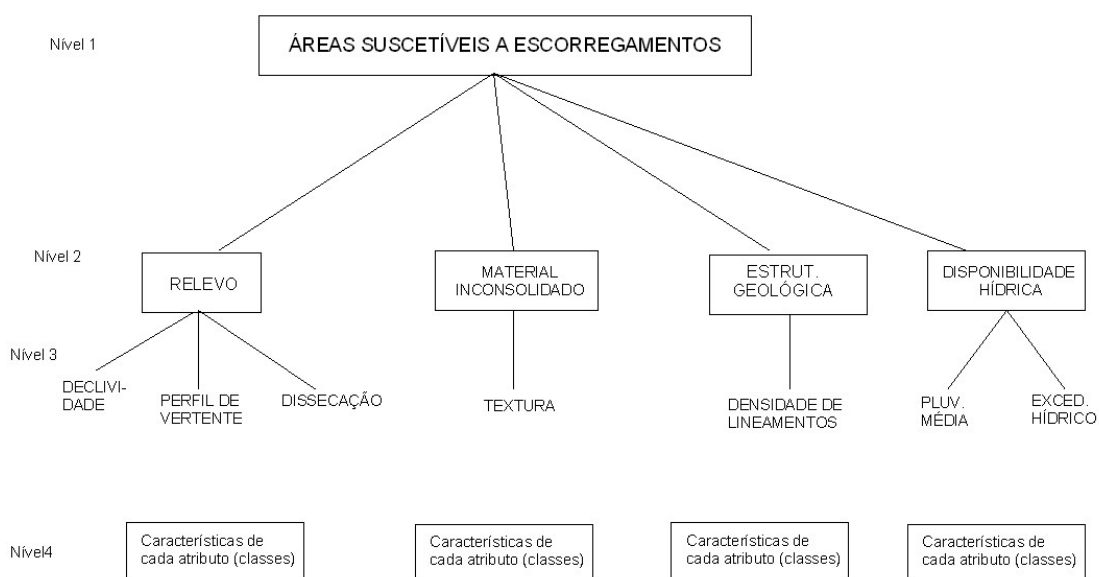 Nível 1
ÁREAS SUSCETÍVEIS A ESCORREGAMENTOS
Nível 2
RELEVO
MATERIAL
INCONSOLIDADO
ESTRUT.
GEOLÓGICA
DISPONIBILIDADE
HÍDRICA
Nível 3
DECLIVI-
DADE
PERFIL DE
VERTENTE
DISSECAÇÃO
TEXTURA
DENSIDADE DE
LINEAMENTOS
PLUV.
MÉDIA
EXCED.
HÍDRICO
Nível4
Características de
cada atributo (classes)
Características de
cada atributo (classes)
Características de
cada atributo (classes)
Características de
cada atributo (classes)